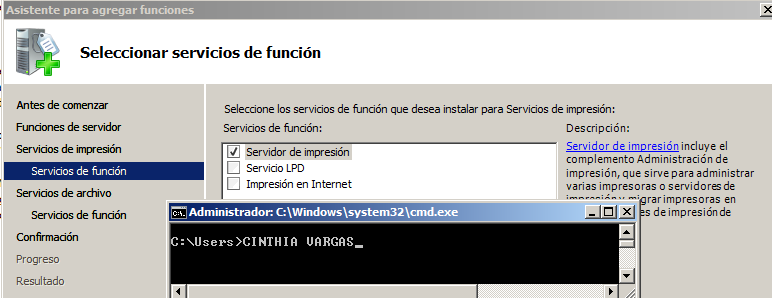 Asistente para agregar funciones
Seleccionar servicios de función
Antes de comenzar
Funciones de servidor
Servicios de impresión
Servicios de función
Servicios de archivo
Servicios de función
Confirmación
Progreso
Resultado
Seleccione los servicios de función que desea instalar para Servicios de impresión:
Servicios de función:
Servidor de impresión
Servicio LPD
Impresión en Internet
Descripción:
Servidor de impresión incluye el
complemento Administración de
impresión, que sirve para administrar
varias impresoras o servidores de
impresión y migrar impresoras en
es de impresión de
Administrador: C:\Windows\system32\cmd.exe
C:\Users>CINTHIA VARGAS_